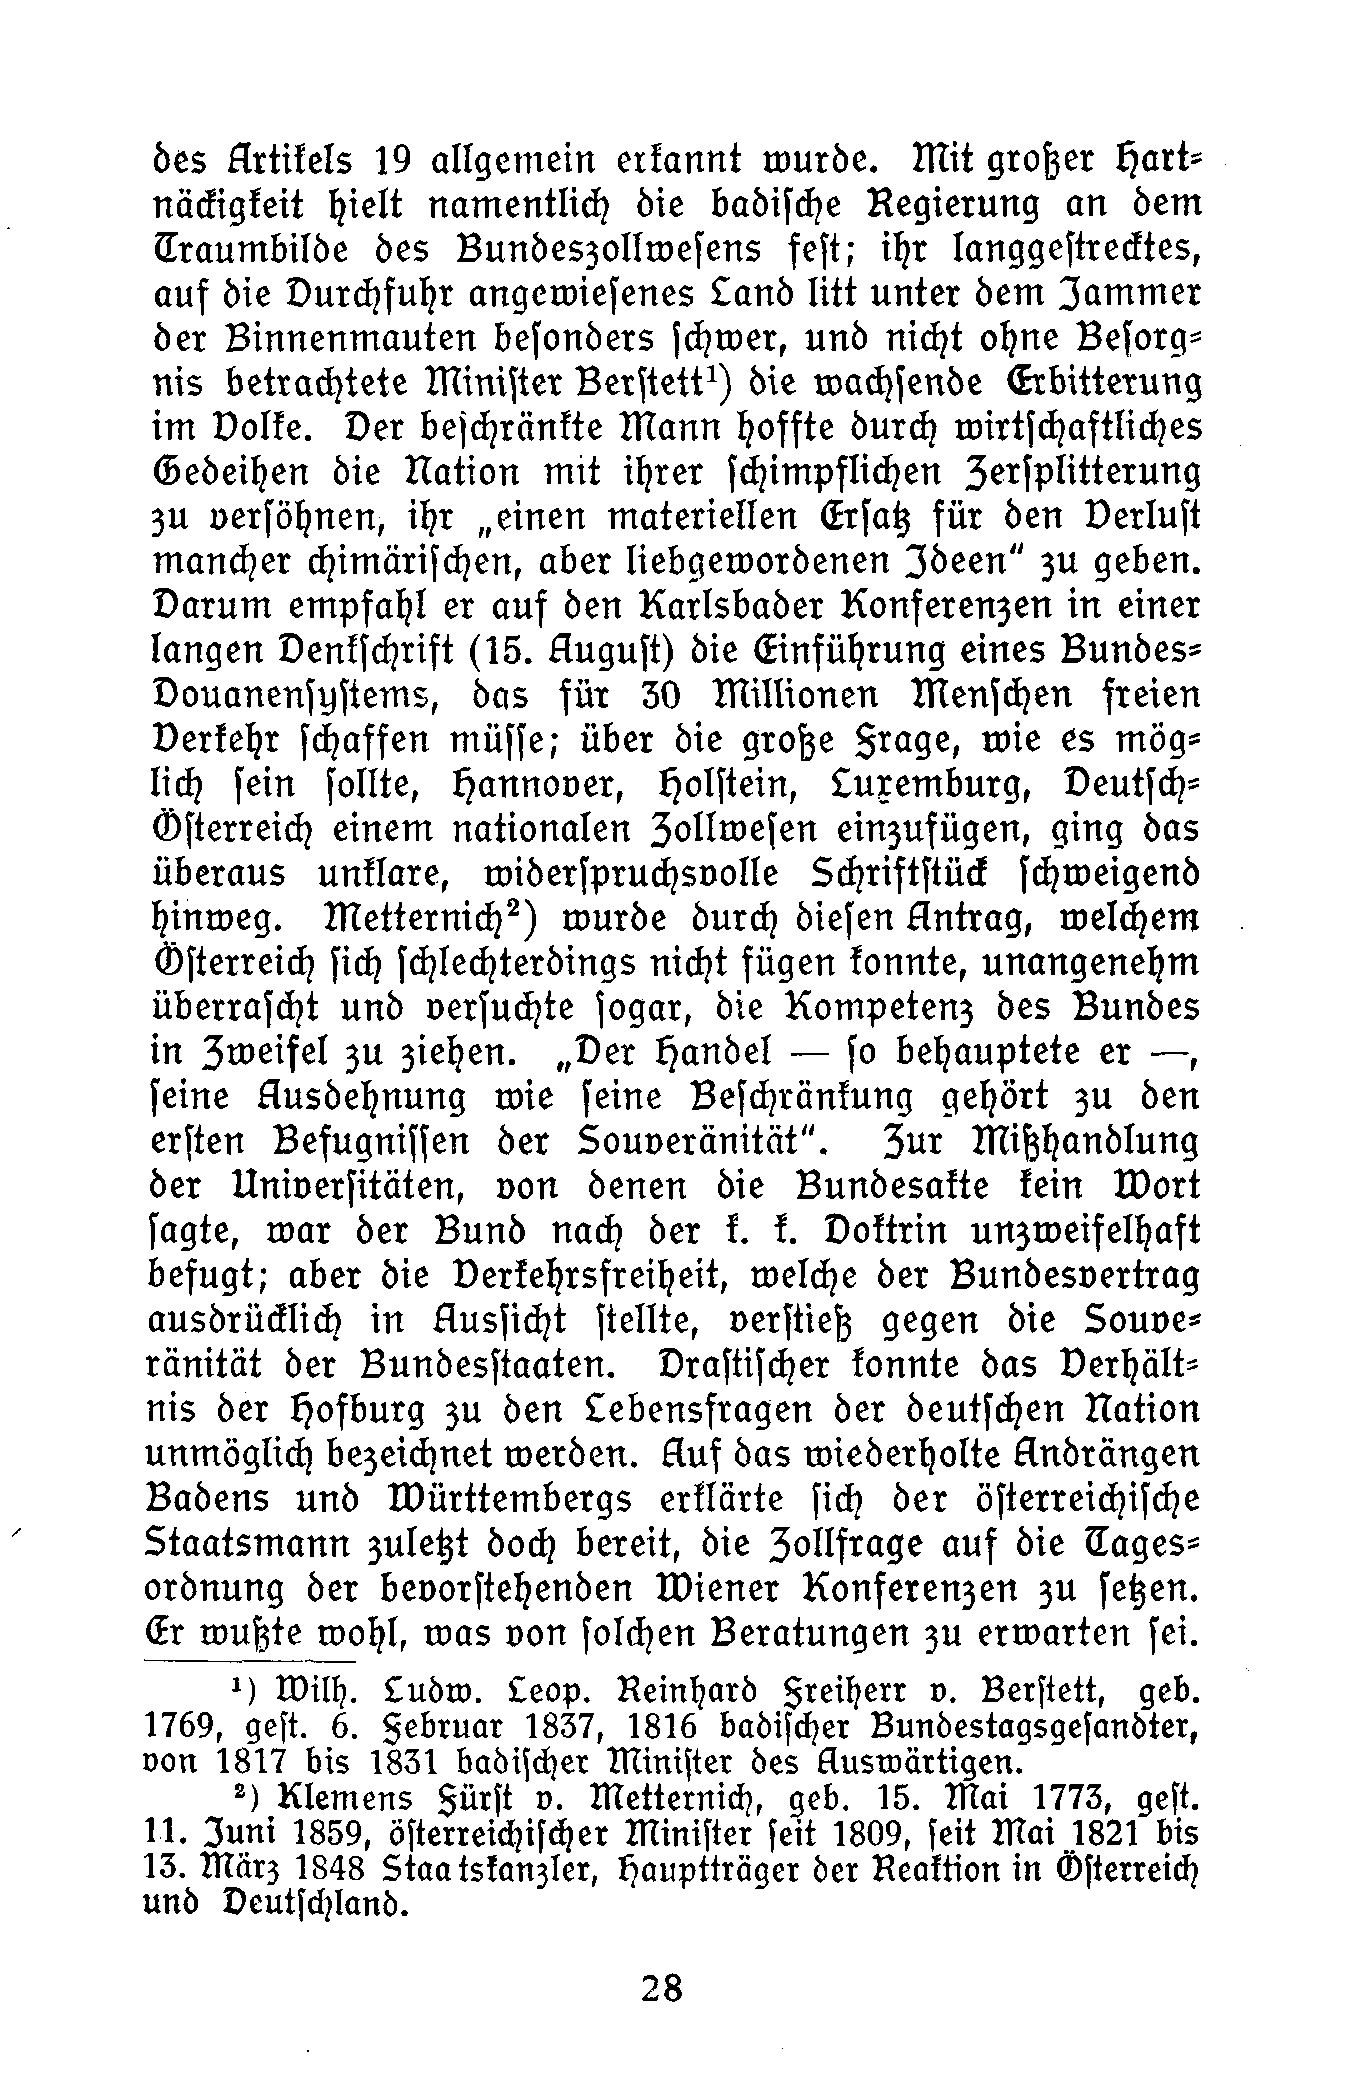 des Artikels 19 allgemein erkannt wurde. Mit großer Hart-
näckigkeit hielt namentlich die badische Regierung an dem
Traumbilde des Bundeszollwesens fest; ihr langgestrecktes,
auf die Durchfuhr angewiesenes Land litt unter dem Jammer
der Binnenmauten besonders schwer, und nicht ohne Besorg-
nis betrachtete Minister Berstett¹) die wachsende Erbitterung
im Volke. Der beschränkte Mann hoffte durch wirtschaftliches
Gedeihen die Nation mit ihrer schimpflichen Zersplitterung
zu versöhnen, ihr „einen materiellen Ersatz für den Verlust
mancher chimärischen, aber liebgewordenen Ideen" zu geben.
Darum empfahl er auf den Karlsbader Konferenzen in einer
langen Denkschrift (15. August) die Einführung eines Bundes-
Douanensystems, das für 30 Millionen Menschen freien
Verkehr schaffen müsse; über die große Frage, wie es mög-
lich sein sollte, Hannover, Holstein, Luxemburg, Deutsch-
Österreich einem nationalen Zollwesen einzufügen, ging das
überaus unklare, widerspruchsvolle Schriftstück schweigend
hinweg. Metternich²) wurde durch diesen Antrag, welchem
Österreich sich schlechterdings nicht fügen konnte, unangenehm
überrascht und versuchte sogar, die Kompetenz des Bundes
in Zweifel zu ziehen. „Der Handel — so behauptete er —,
seine Ausdehnung wie seine Beschränkung gehört zu den
ersten Befugnissen der Souveränität". Zur Mißhandlung
der Universitäten, von denen die Bundesakte kein Wort
sagte, war der Bund nach der k. k. Doktrin unzweifelhaft
befugt; aber die Verkehrsfreiheit, welche der Bundesvertrag
ausdrücklich in Aussicht stellte, verstieß gegen die Souve-
ränität der Bundesstaaten. Drastischer konnte das Verhält-
nis der Hofburg zu den Lebensfragen der deutschen Nation
unmöglich bezeichnet werden. Auf das wiederholte Andrängen
Badens und Württembergs erklärte sich der österreichische
Staatsmann zuletzt doch bereit, die Zollfrage auf die Tages-
ordnung der bevorstehenden Wiener Konferenzen zu setzen.
Er wußte wohl, was von solchen Beratungen zu erwarten sei.
¹) Wilh. Ludw. Leop. Reinhard Freiherr v. Berstett, geb.
1769, gest. 6. Februar 1837, 1816 badischer Bundestagsgesandter,
von 1817 bis 1831 badischer Minister des Auswärtigen.
²) Klemens Fürst v. Metternich, geb. 15. Mai 1773, gest.
11. Juni 1859, österreichischer Minister seit 1809, seit Mai 1821 bis
13. März 1848 Staatskanzler, Hauptträger der Reaktion in Österreich
und Deutschland.
28